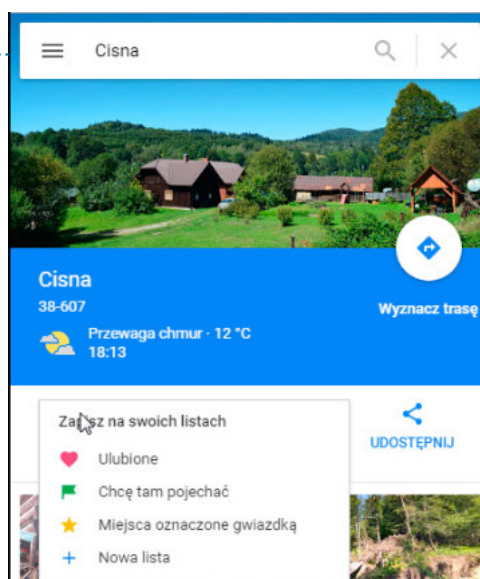 Cisna
Cisna
38-607
Wyznacz trasę
Przewaga chmur · 12 °C
18:13
Zapisz na swoich listach
UDOSTĘPNIJ
Ulubione
Chcę tam pojechać
Miejsca oznaczone gwiazdką
Nowa lista